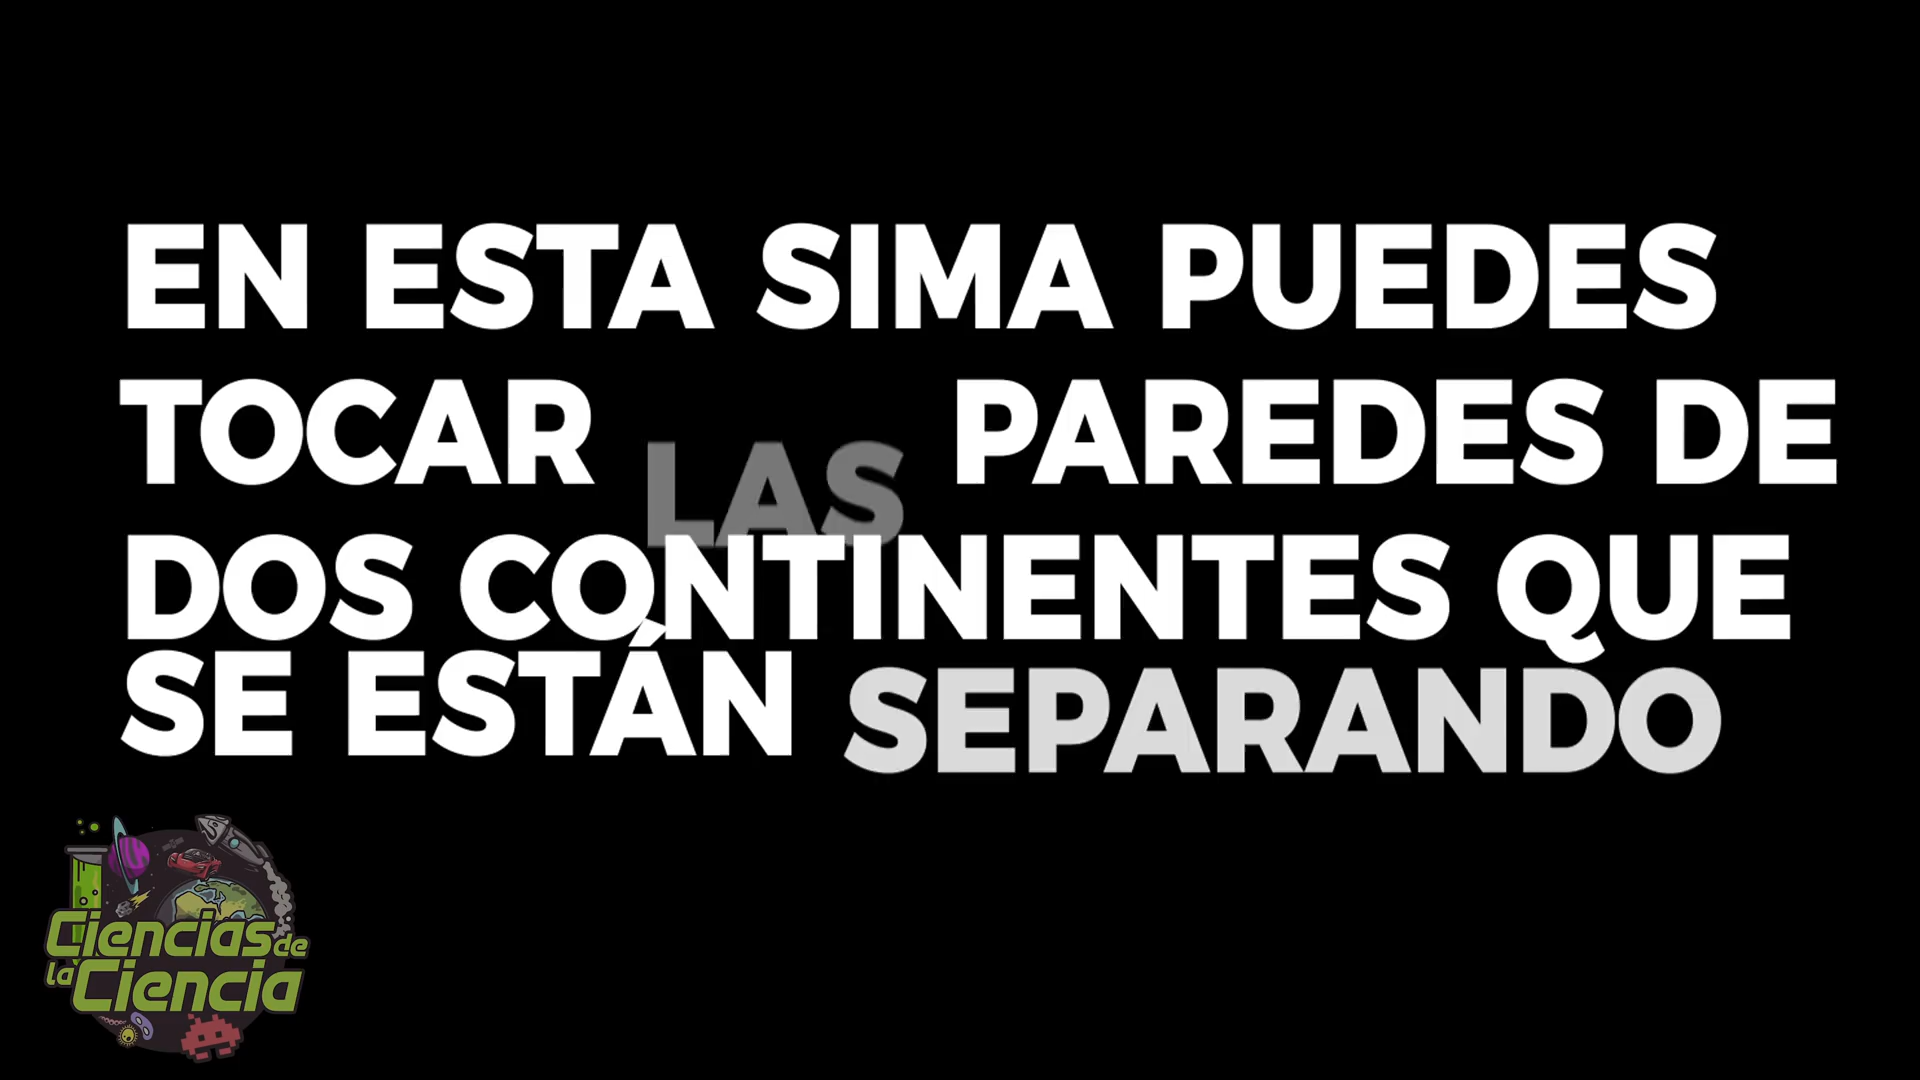 EN ESTA SIMA PUEDES
TOCAR LAS PAREDES DE
DOS CONTINENTES QUE
SE ESTÁN SEPARANDO
Ciencias de
la Ciencia